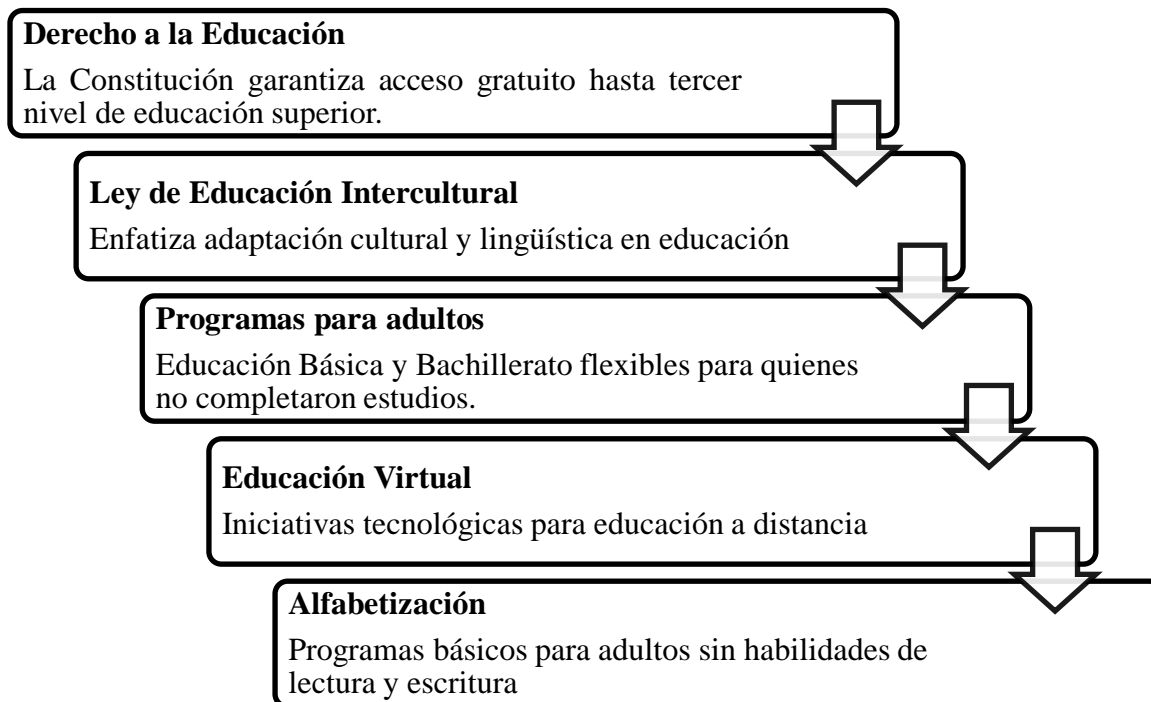 Derecho a la Educación
La Constitución garantiza acceso gratuito hasta tercer
nivel de educación superior.
Ley de Educación Intercultural
Enfatiza adaptación cultural y lingüística en educación
Programas para adultos
Educación Básica y Bachillerato flexibles para quienes
no completaron estudios.
Educación Virtual
Iniciativas tecnológicas para educación a distancia
Alfabetización
Programas básicos para adultos sin habilidades de
lectura y escritura